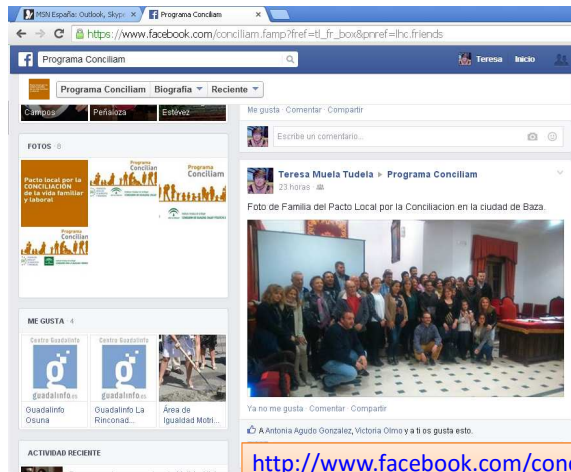 MSN España: Outlook, Skyp
Programa Conciliam
https://www.facebook.com/conciliam.famp?fref=tl_fr_box&pnref=lhc.friends
Programa Conciliam
Teresa Inicio
Programa Conciliam Biografía Reciente
Campos Peñaloza Estévez
FOTOS · 8
Pacto local por la
CONCILIACIÓN
de la vida familiar
y laboral
Programa
Conciliam
Programa
Conciliam
Programa
Conciliam
ME GUSTA · 4
Centro Guadalinfo
guadalinfo.es
Guadalinfo
Osuna
Centro Guadalinfo
guadalinfo.es
Guadalinfo La
Rinconad...
Área de
Igualdad Motri...
ACTIVIDAD RECIENTE
Me gusta · Comentar · Compartir
Escribe un comentario...
Teresa Muela Tudela ▸ Programa Conciliam
23 horas
Foto de Familia del Pacto Local por la Conciliacion en la ciudad de Baza.
Ya no me gusta · Comentar · Compartir
A Antonia Agudo Gonzalez, Victoria Olmo y a ti os gusta esto.
http://www.facebook.com/conc